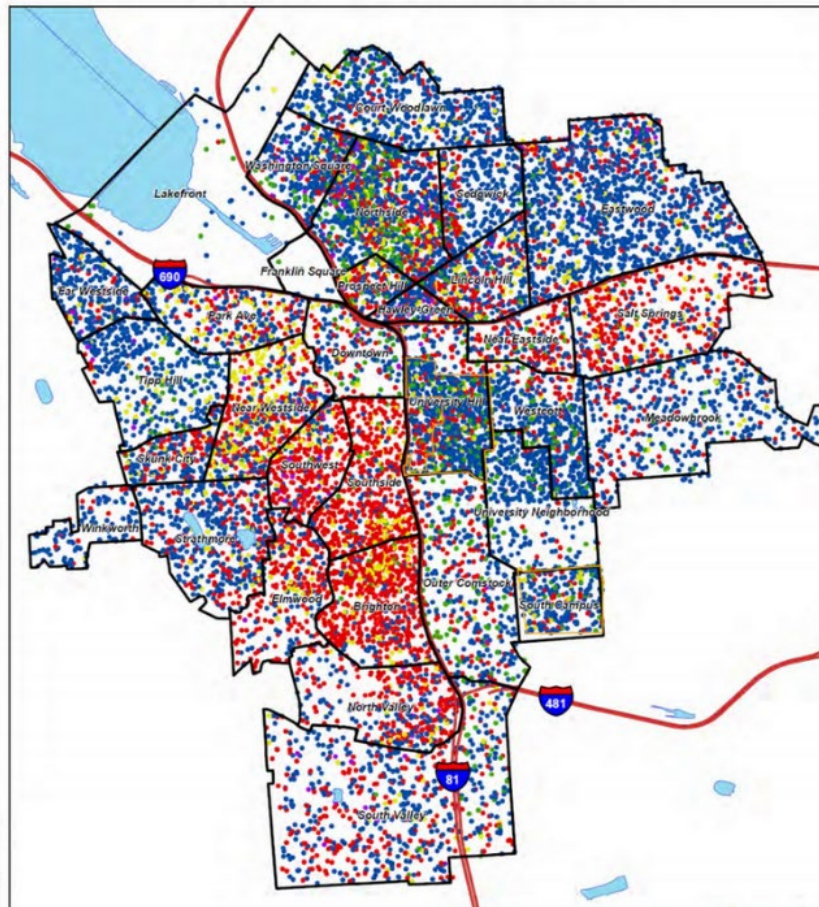 Court-Woodlawn
Washington Square
Lakefront
Northside
Sedgwick
Eastwood
Franklin Square
690
Far Westside
Prospect Hill
Lincoln Hill
Hawley-Green
Park Ave
Salt Springs
Near Eastside
Downtown
Tipp Hill
University Hill
Westcott
Near Westside
Meadowbrook
Skunk City
Southwest
Southside
University Neighborhood
Winkworth
Strathmore
Outer Comstock
Elmwood
Brighton
South Campus
North Valley
481
81
South Valley